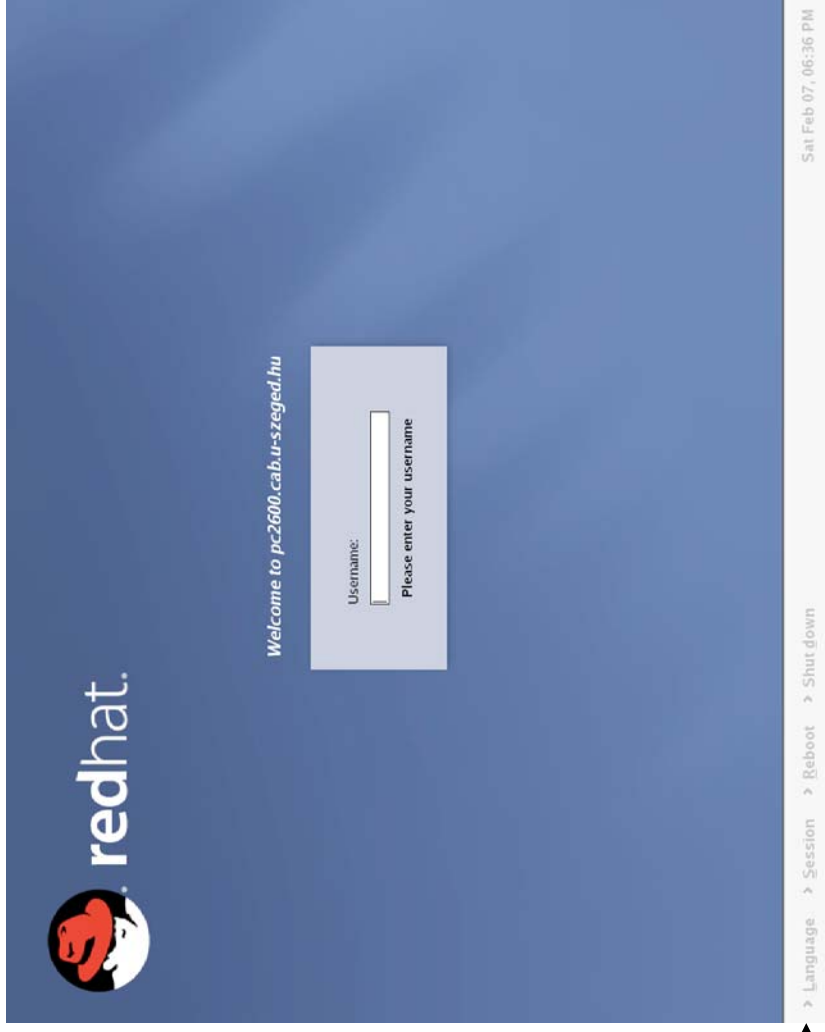 redhat.
Welcome to pc2600.cab.u-szeged.hu
Username:
Please enter your username
> Language > Session > Reboot > Shut down Sat Feb 07, 06:36 PM